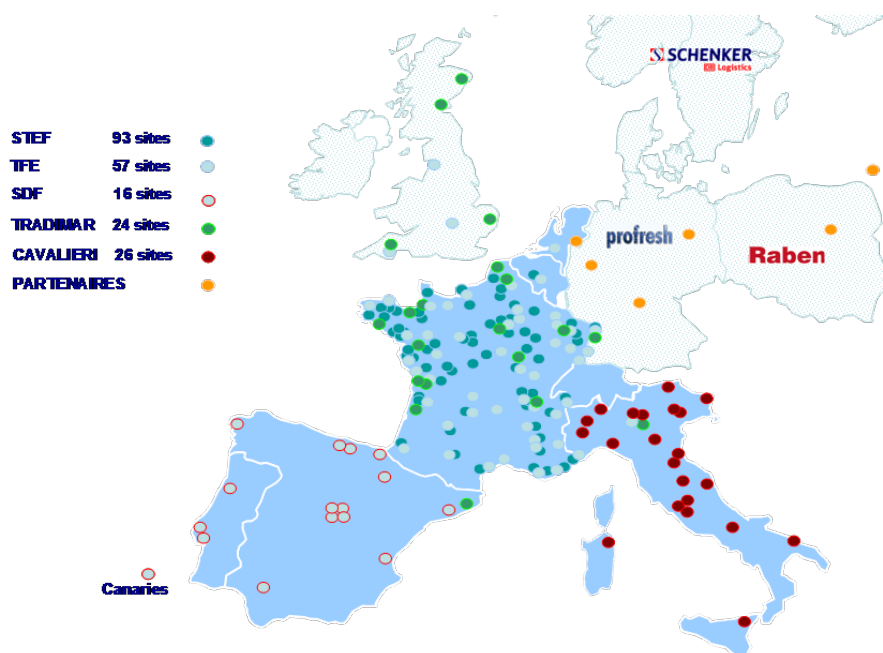 SCHENKER
DB Logistics
STEF 93 sites
TFE 57 sites
SDF 16 sites
TRADIMAR 24 sites
CAVALIERI 26 sites
PARTENAIRES
profresh
Raben
Canaries